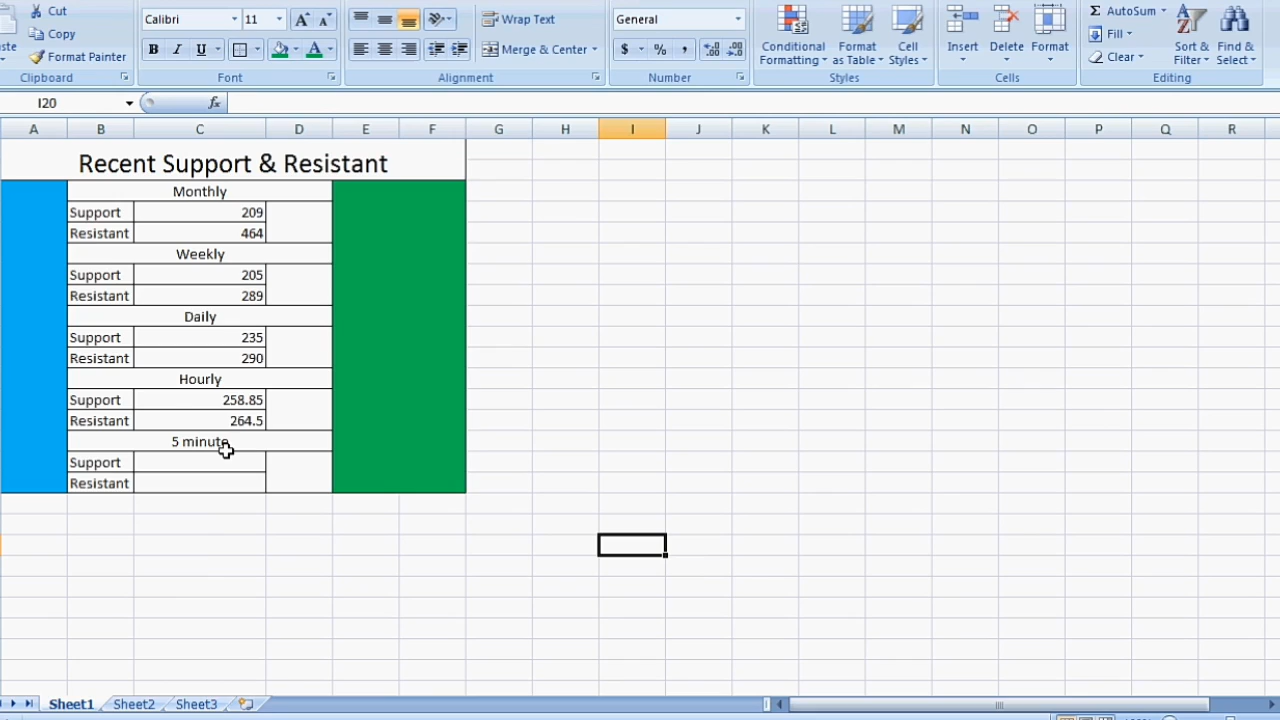 Cut
Copy
Format Painter
Clipboard
Calibri 11
A A
B I U A
Font
Wrap Text
Merge & Center
Alignment
General
$ % , .00 .0
Number
Conditional Formatting
Format as Table
Cell Styles
Styles
Insert Delete Format
Cells
Σ AutoSum
Fill
Clear
Sort & Filter
Find & Select
Editing
I20 fx
A B C D E F G H I J K L M N O P Q R
Recent Support & Resistant
Monthly
Support 209
Resistant 464
Weekly
Support 205
Resistant 289
Daily
Support 235
Resistant 290
Hourly
Support 258.85
Resistant 264.5
5 minute
Support
Resistant
Sheet1 Sheet2 Sheet3